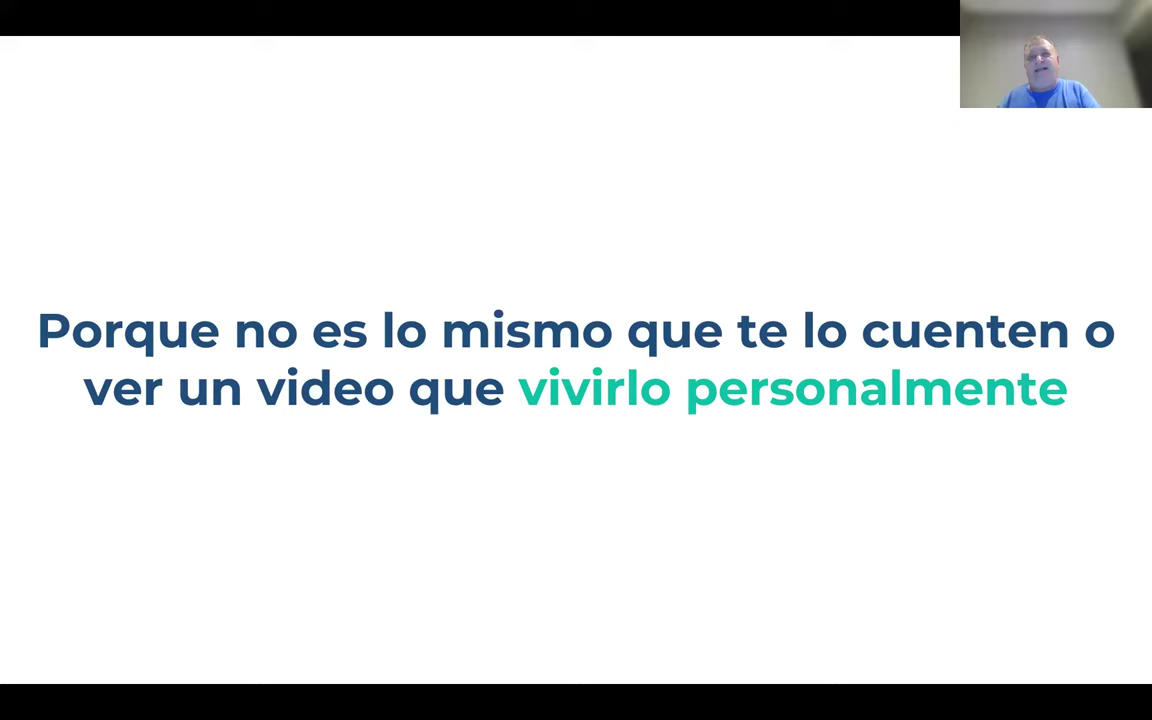 Porque no es lo mismo que te lo cuenten o
ver un video que vivirlo personalmente